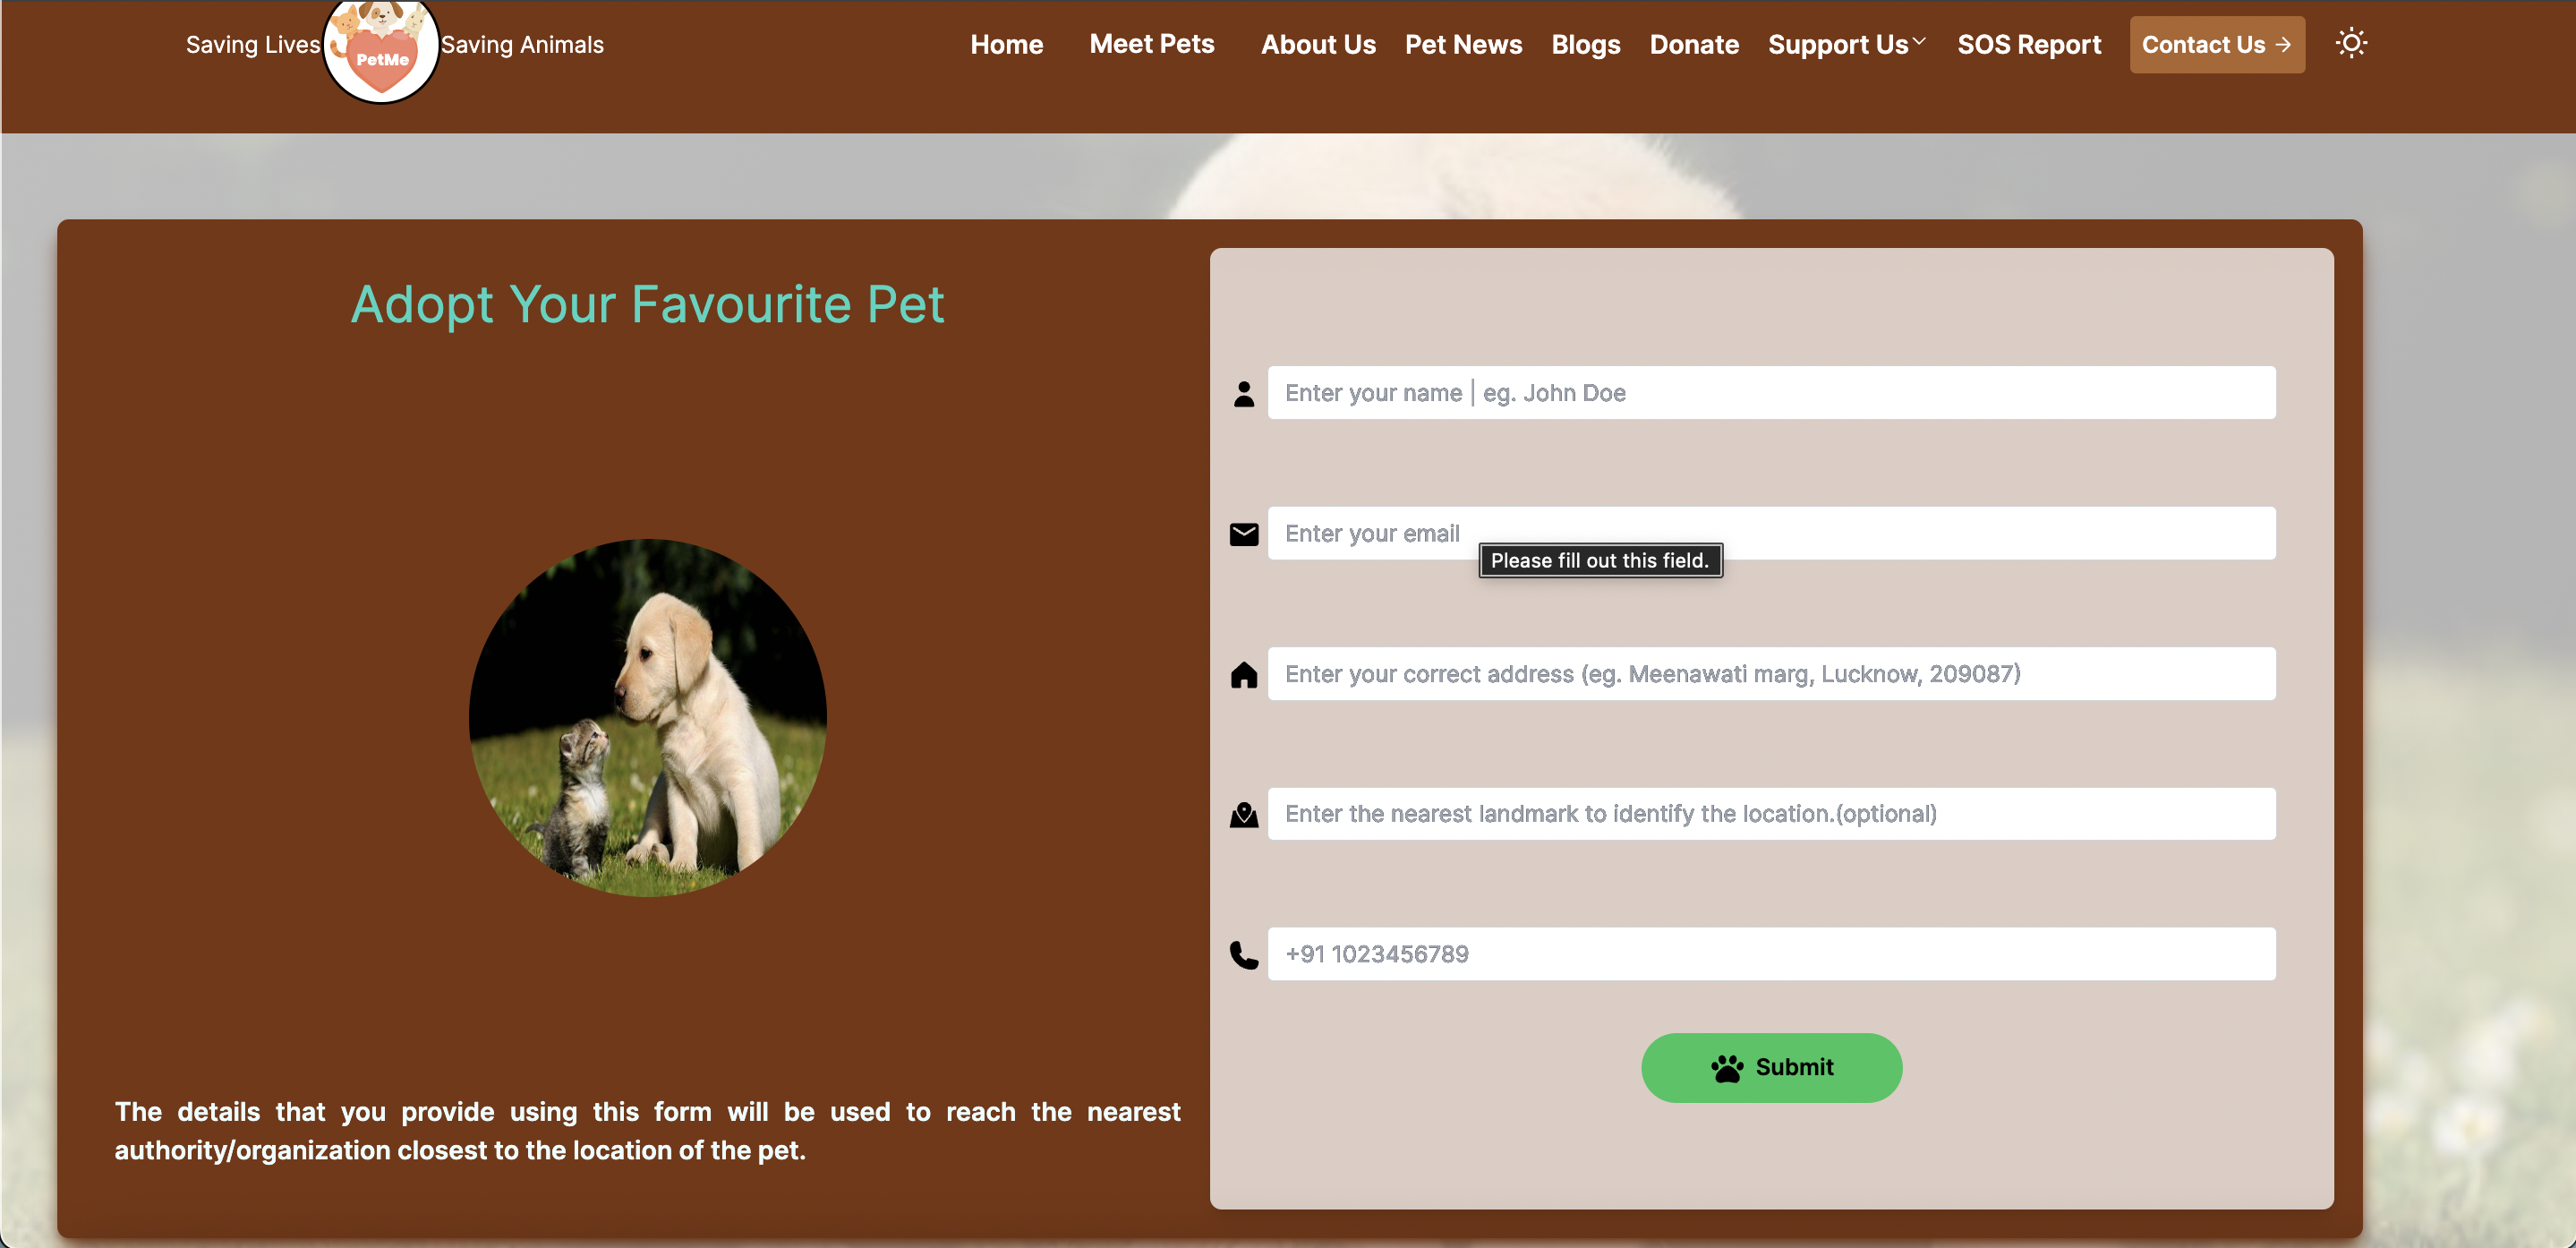 Saving Lives PetMe Saving Animals Home Meet Pets About Us Pet News Blogs Donate Support Us SOS Report Contact Us →
Adopt Your Favourite Pet
The details that you provide using this form will be used to reach the nearest
authority/organization closest to the location of the pet.
Enter your name | eg. John Doe
Enter your email
Please fill out this field.
Enter your correct address (eg. Meenawati marg, Lucknow, 209087)
Enter the nearest landmark to identify the location.(optional)
+91 1023456789
Submit